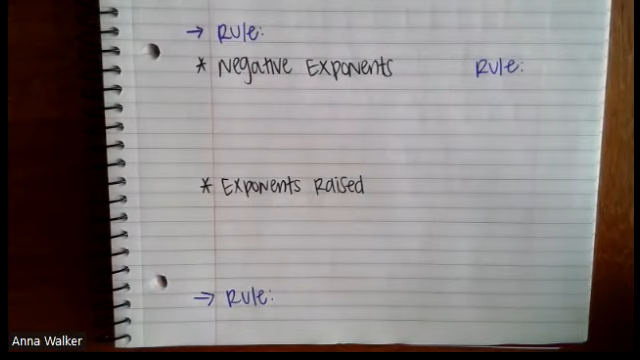 → Rule:
* Negative Exponents Rule:
* Exponents Raised
→ Rule:
Anna Walker